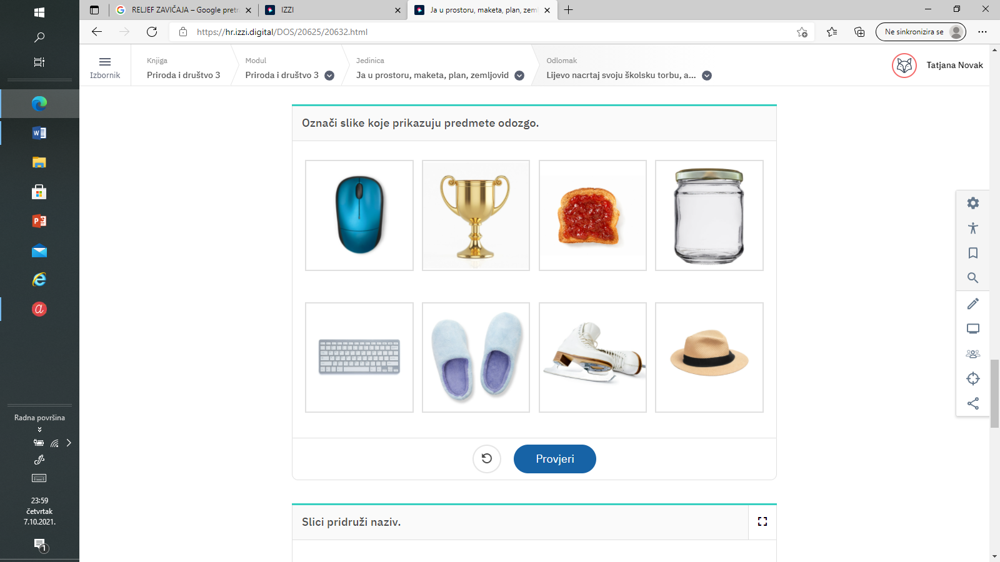 RELJEF ZAVIČAJA – Google pretr
IZZI
Ja u prostoru, maketa, plan, zeml
https://hr.izzi.digital/DOS/20625/20632.html
Ne sinkronizira se
Izbornik
Knjiga
Priroda i društvo 3
Modul
Priroda i društvo 3
Jedinica
Ja u prostoru, maketa, plan, zemljovid
Odlomak
Lijevo nacrtaj svoju školsku torbu, a...
Tatjana Novak
Označi slike koje prikazuju predmete odozgo.
Provjeri
Slici pridruži naziv.
Radna površina
23:59
četvrtak
7.10.2021.
1